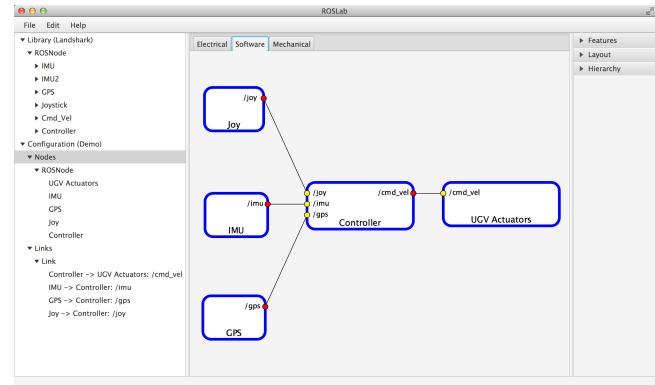 ROSLab
File Edit Help
Library (Landshark)
ROSNode
IMU
IMU2
GPS
Joystick
Cmd_Vel
Controller
Configuration (Demo)
Nodes
ROSNode
UGV Actuators
IMU
GPS
Joy
Controller
Links
Link
Controller -> UGV Actuators: /cmd_vel
IMU -> Controller: /imu
GPS -> Controller: /gps
Joy -> Controller: /joy
Electrical Software Mechanical
/joy
Joy
/imu
IMU
/gps
GPS
/joy /cmd_vel
/imu
/gps
Controller
/cmd_vel
UGV Actuators
Features
Layout
Hierarchy